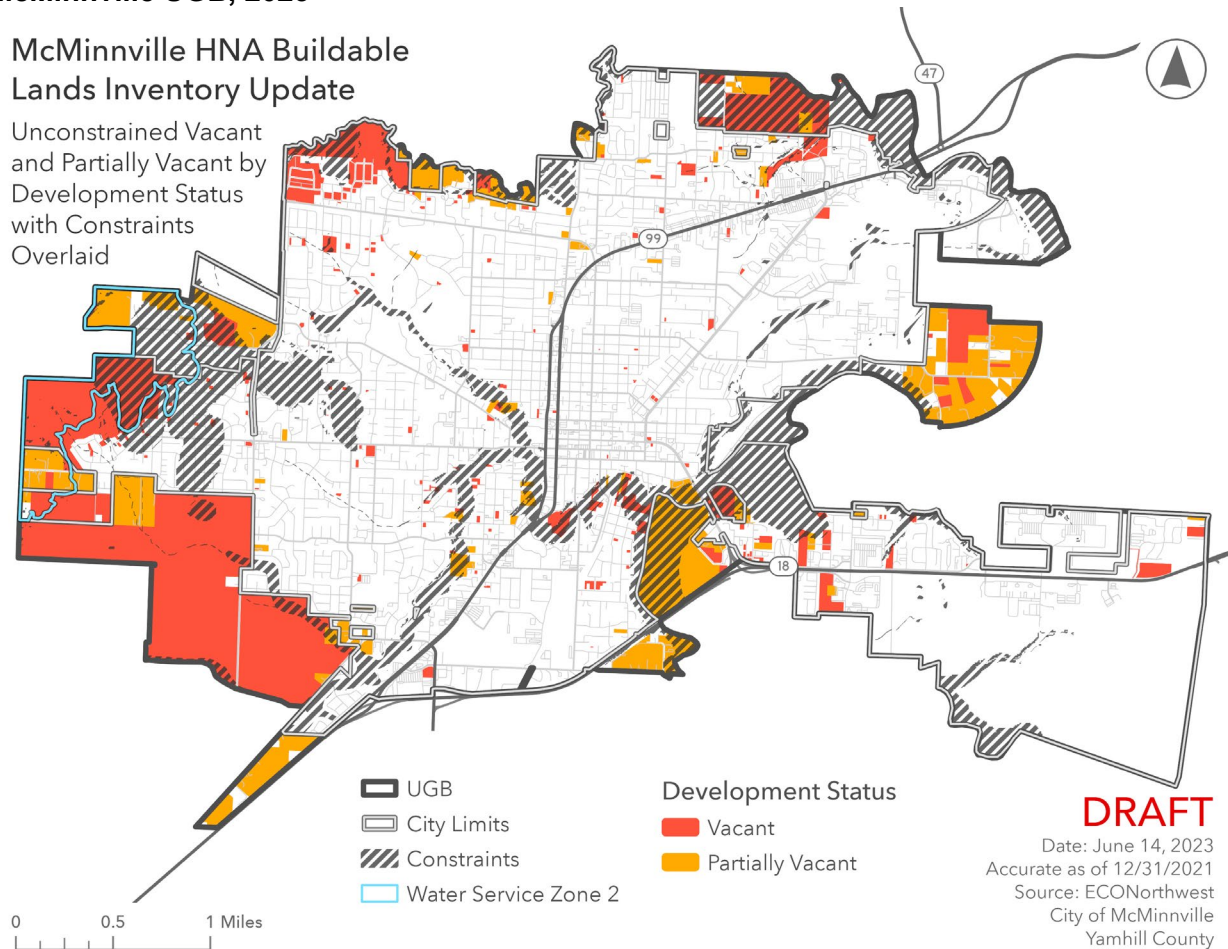 McMinnville HNA Buildable
Lands Inventory Update
Unconstrained Vacant
and Partially Vacant by
Development Status
with Constraints
Overlaid
47
99
18
UGB
City Limits
Constraints
Water Service Zone 2
Development Status
Vacant
Partially Vacant
DRAFT
Date: June 14, 2023
Accurate as of 12/31/2021
Source: ECONorthwest
City of McMinnville
Yamhill County
0 0.5 1 Miles